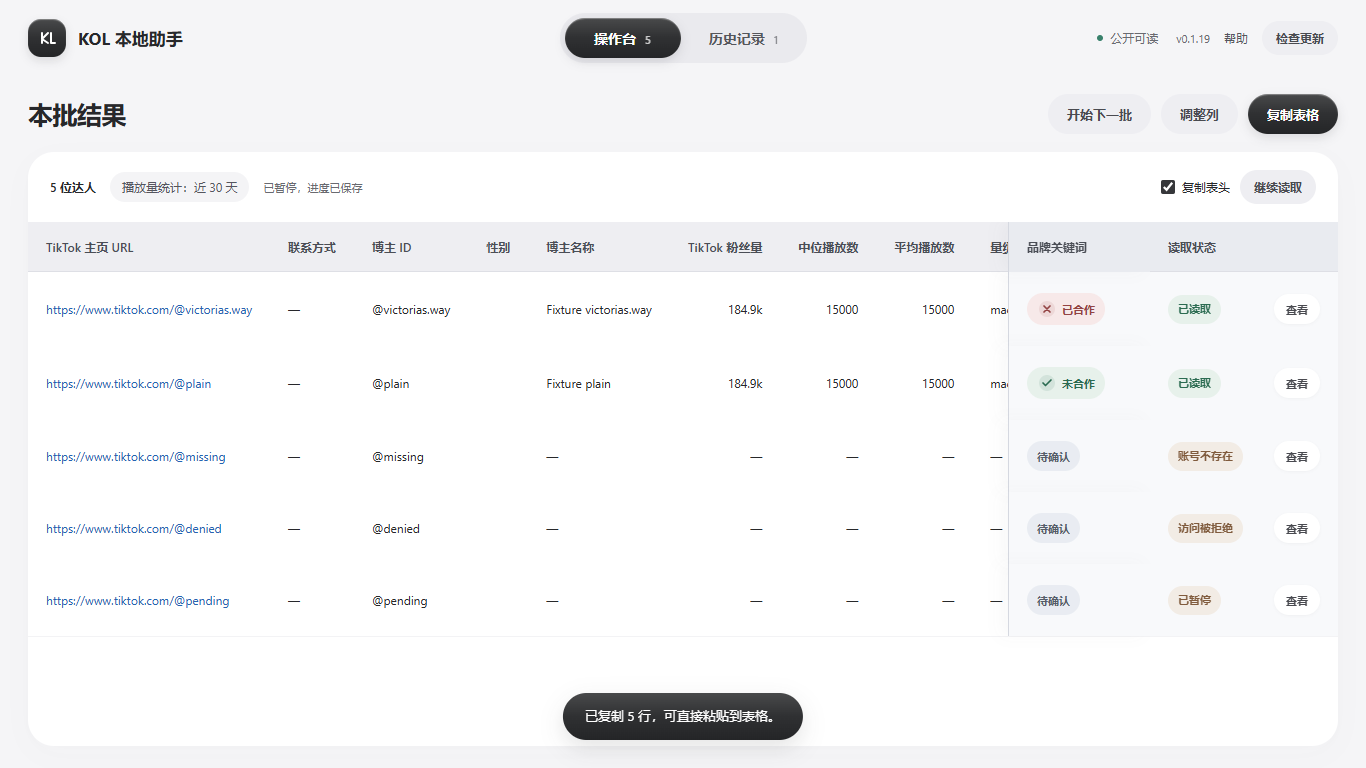 KL KOL 本地助手 操作台 5 历史记录 1 公开可读 v0.1.19 帮助 检查更新
本批结果 开始下一批 调整列 复制表格
5 位达人 播放量统计：近 30 天 已暂停，进度已保存 复制表头 继续读取
TikTok 主页 URL 联系方式 博主 ID 性别 博主名称 TikTok 粉丝量 中位播放数 平均播放数 量级 品牌关键词 读取状态
https://www.tiktok.com/@victorias.way — @victorias.way Fixture victorias.way 184.9k 15000 15000 mac 已合作 已读取 查看
https://www.tiktok.com/@plain — @plain Fixture plain 184.9k 15000 15000 mac 未合作 已读取 查看
https://www.tiktok.com/@missing — @missing — — — — — 待确认 账号不存在 查看
https://www.tiktok.com/@denied — @denied — — — — — 待确认 访问被拒绝 查看
https://www.tiktok.com/@pending — @pending — — — — — 待确认 已暂停 查看
已复制 5 行，可直接粘贴到表格。